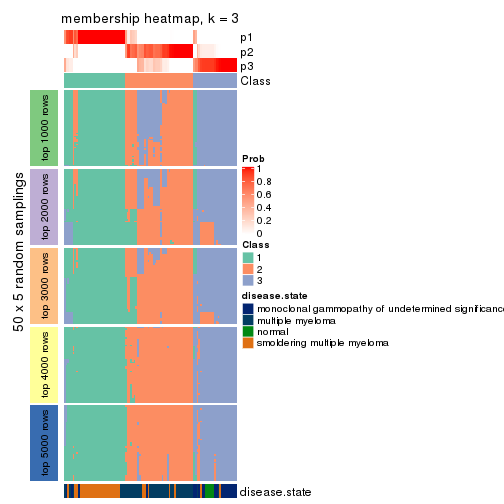 membership heatmap, k = 3
p1
p2
p3
Class
50 x 5 random samplings
top 1000 rows
top 2000 rows
top 3000 rows
top 4000 rows
top 5000 rows
Prob
1
0.8
0.6
0.4
0.2
0
Class
1
2
3
disease.state
monoclonal gammopathy of undetermined significance
multiple myeloma
normal
smoldering multiple myeloma
disease.state